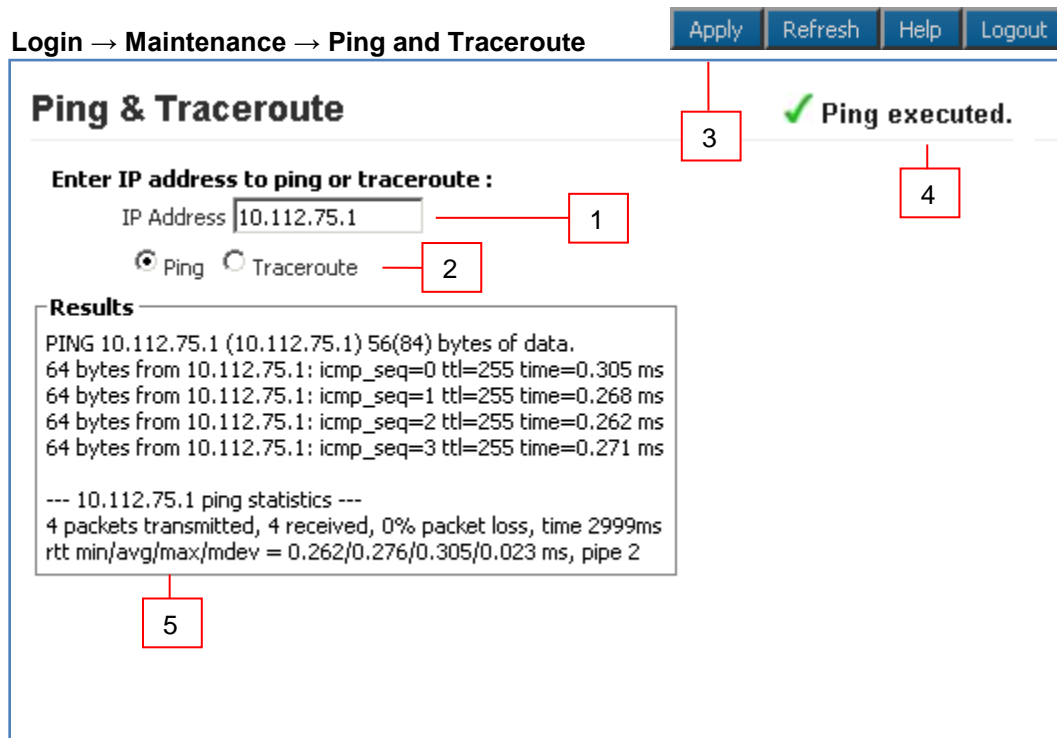 Login → Maintenance → Ping and Traceroute
Apply Refresh Help Logout
Ping & Traceroute
Ping executed.
3
4
Enter IP address to ping or traceroute :
IP Address 10.112.75.1
1
Ping Traceroute
2
Results
PING 10.112.75.1 (10.112.75.1) 56(84) bytes of data.
64 bytes from 10.112.75.1: icmp_seq=0 ttl=255 time=0.305 ms
64 bytes from 10.112.75.1: icmp_seq=1 ttl=255 time=0.268 ms
64 bytes from 10.112.75.1: icmp_seq=2 ttl=255 time=0.262 ms
64 bytes from 10.112.75.1: icmp_seq=3 ttl=255 time=0.271 ms
--- 10.112.75.1 ping statistics ---
4 packets transmitted, 4 received, 0% packet loss, time 2999ms
rtt min/avg/max/mdev = 0.262/0.276/0.305/0.023 ms, pipe 2
5